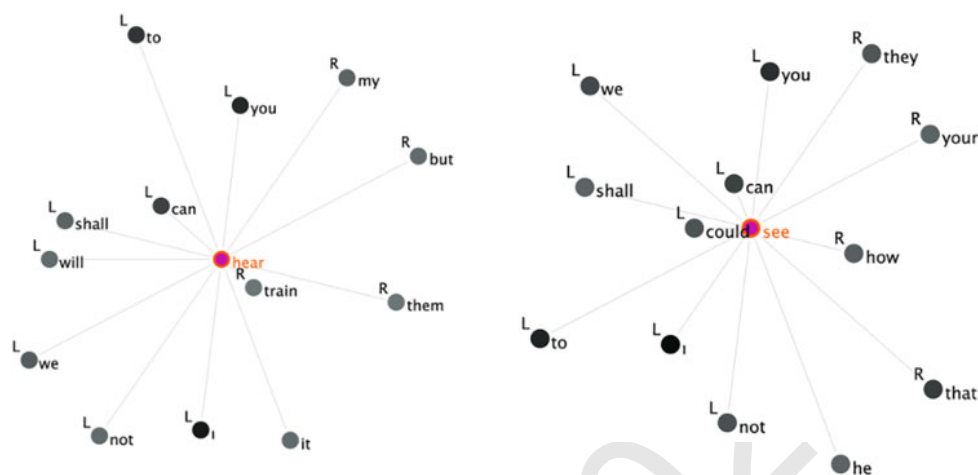 L to
L you
R my
R but
L can
L shall
L will
hear
R train
R them
L we
L not
L ı
it
L we
L you
R they
R your
L can
L shall
L could
see
R how
L to
L ı
R that
L not
he